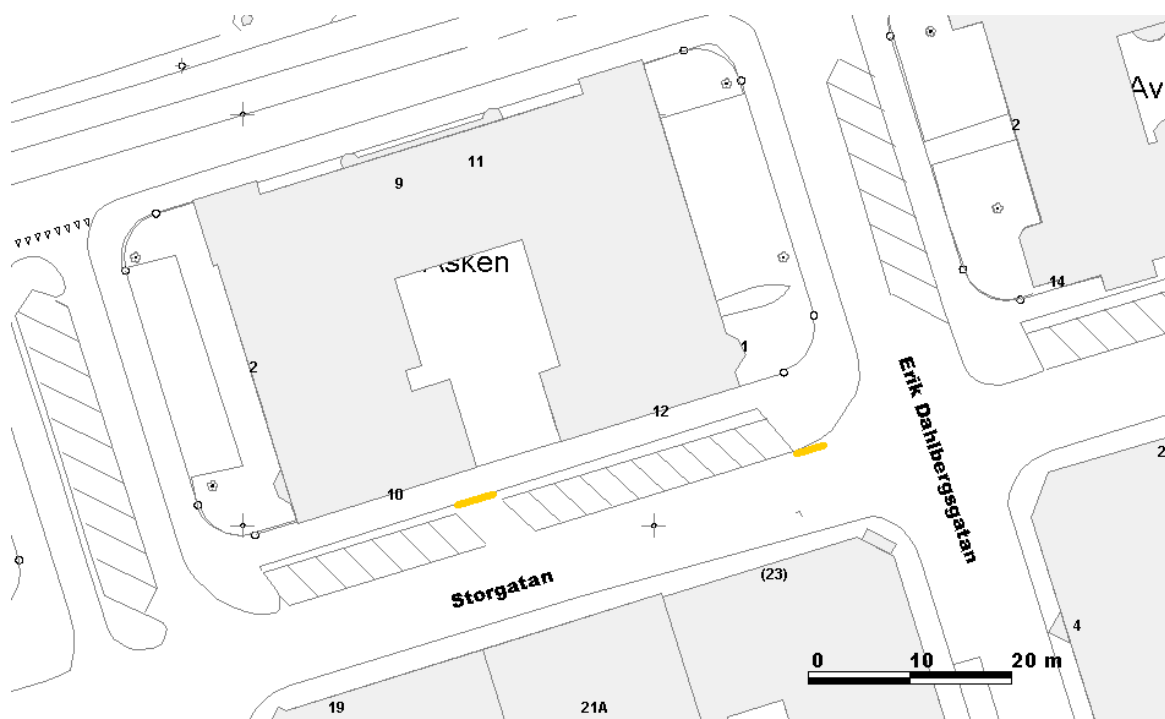 Av
2
11
9
Asken
14
2
1
Erik Dahlbergsgatan
12
2
10
Storgatan
(23)
4
0 10 20 m
19
21A